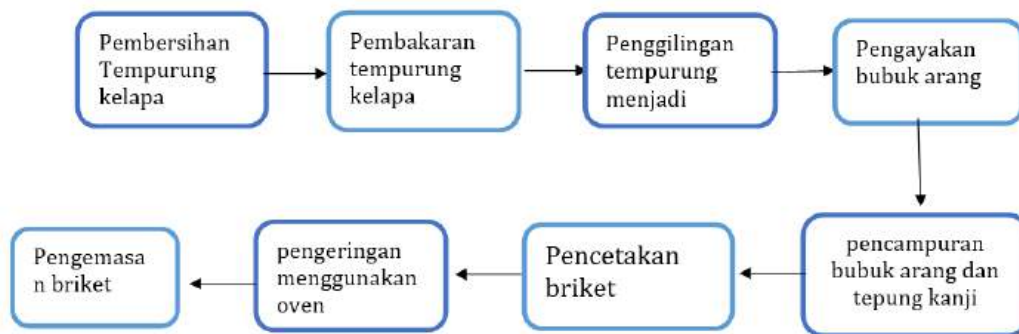 Pembersihan
Tempurung
kelapa
Pembakaran
tempurung
kelapa
Penggilingan
tempurung
menjadi
Pengayakan
bubuk arang
pencampuran
bubuk arang dan
tepung kanji
Pencetakan
briket
pengeringan
menggunakan
oven
Pengemasa
n briket